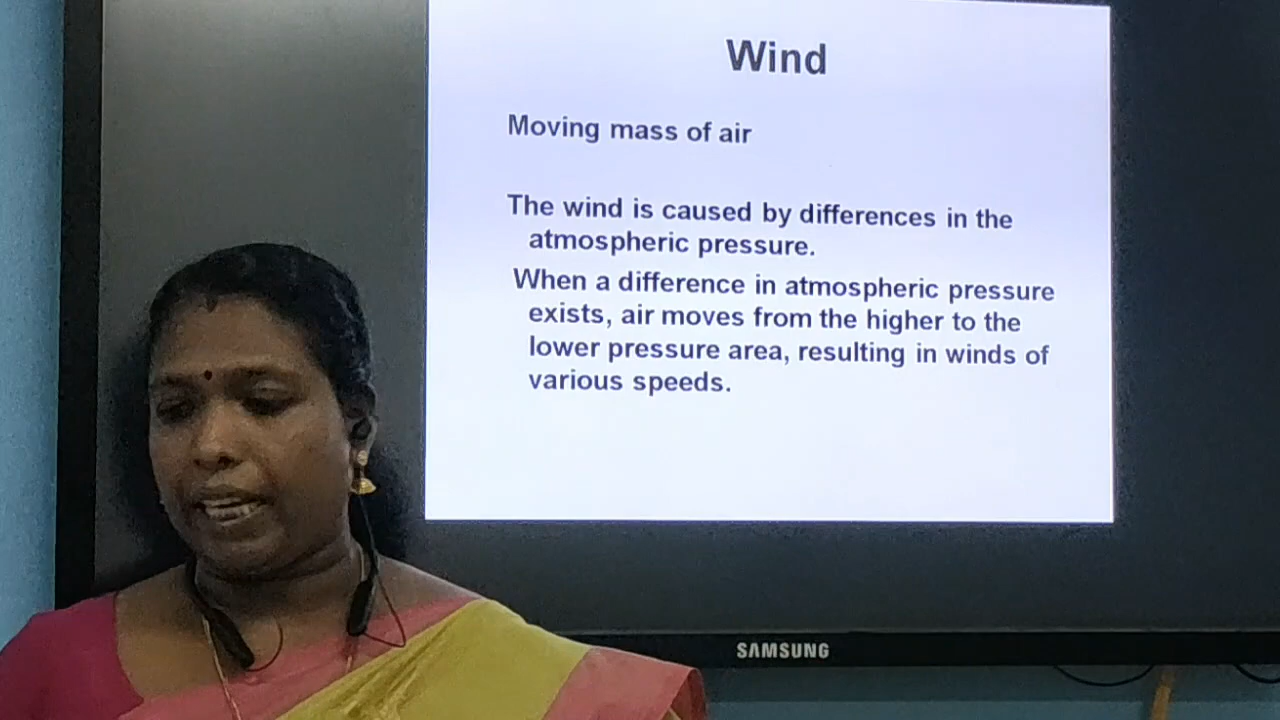 Wind
Moving mass of air
The wind is caused by differences in the
atmospheric pressure.
When a difference in atmospheric pressure
exists, air moves from the higher to the
lower pressure area, resulting in winds of
various speeds.
SAMSUNG